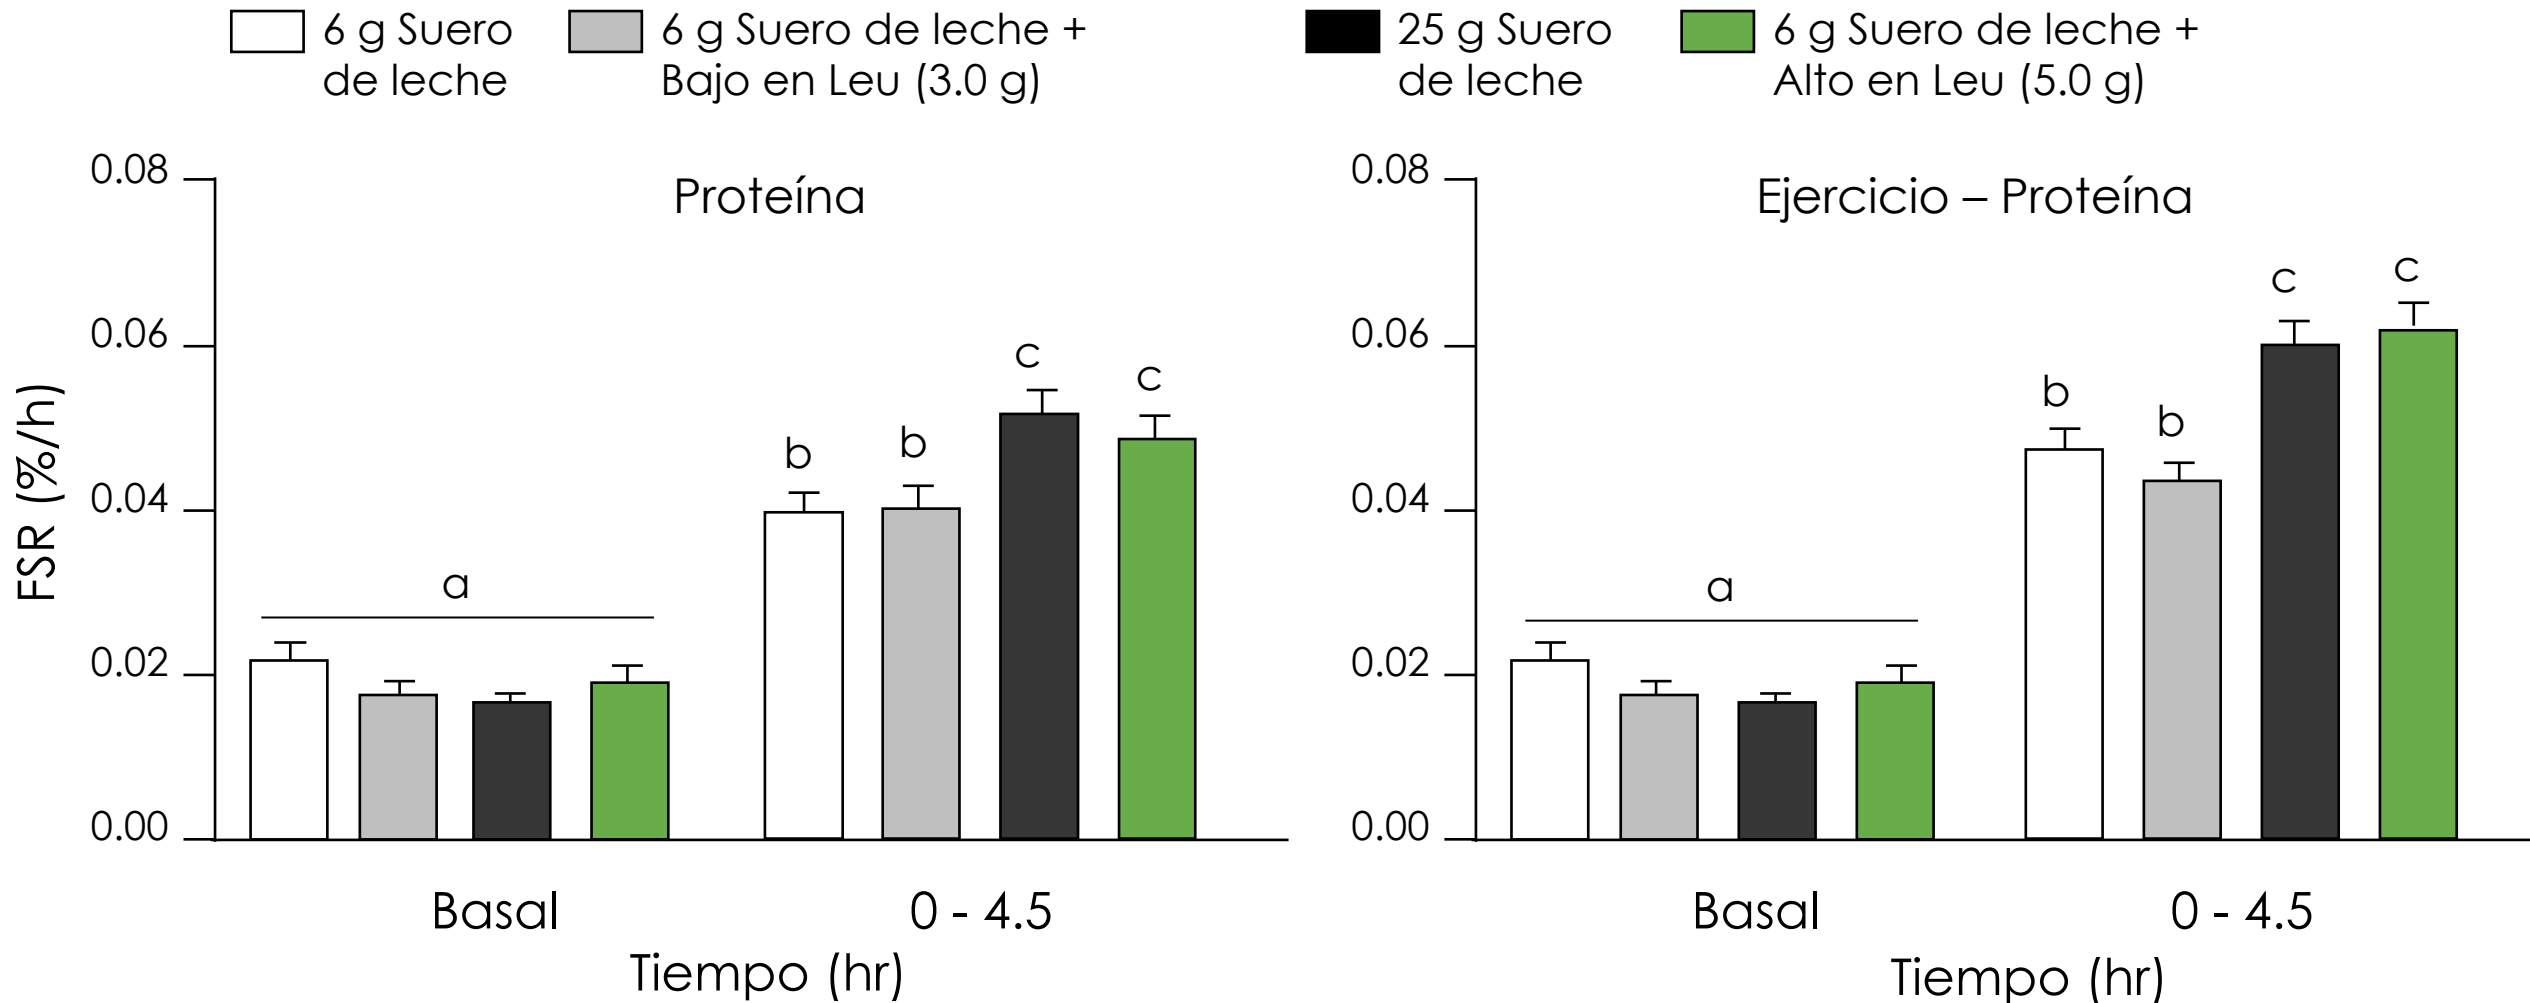 6 g Suero
de leche
6 g Suero de leche +
Bajo en Leu (3.0 g)
25 g Suero
de leche
6 g Suero de leche +
Alto en Leu (5.0 g)
Proteína
FSR (%/h)
0.08
0.06
0.04
0.02
0.00
a
b
b
c
c
Basal
0 - 4.5
Tiempo (hr)
Ejercicio – Proteína
0.08
0.06
0.04
0.02
0.00
a
b
b
c
c
Basal
0 - 4.5
Tiempo (hr)